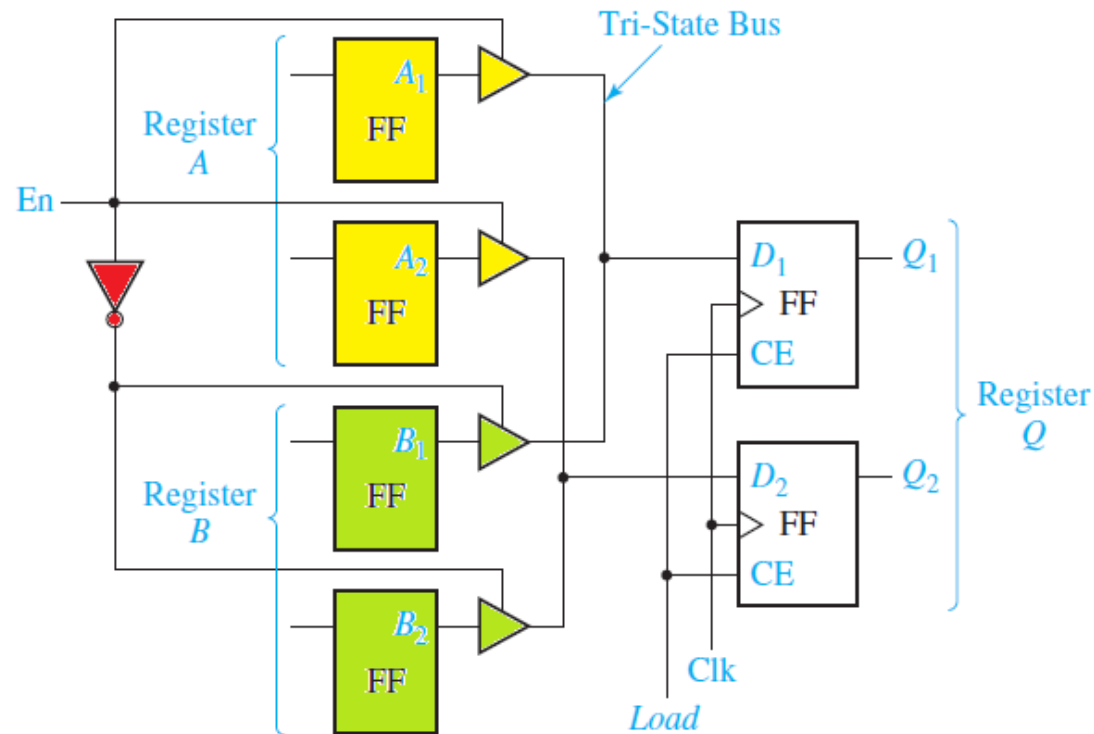 Tri-State Bus
A1
FF
Register
A
En
A2
FF
D1
Q1
FF
CE
B1
FF
Register
Q
Register
B
D2
Q2
FF
CE
B2
FF
Clk
Load